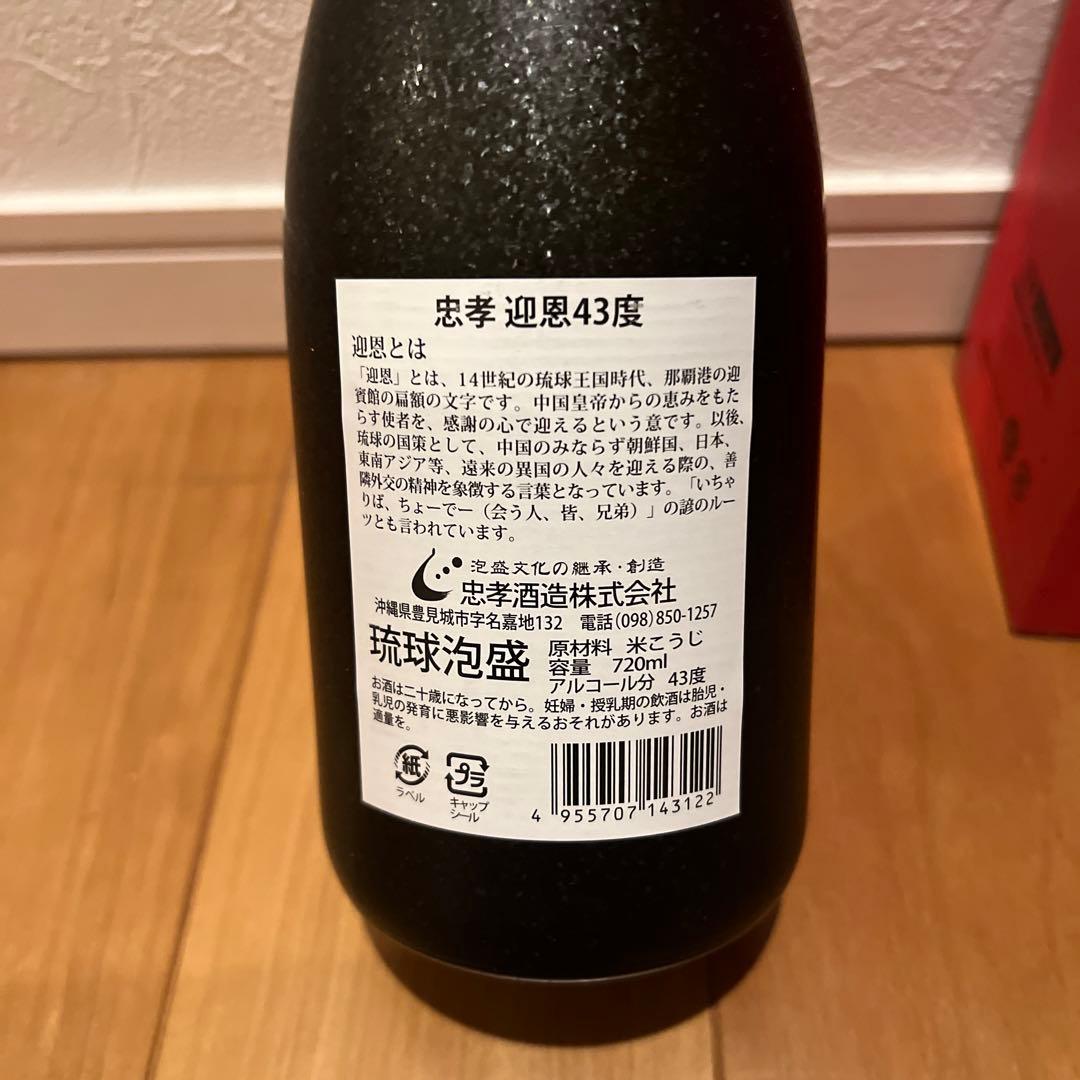 忠孝 迎恩43度
迎恩とは
「迎恩」とは、14世紀の琉球王国時代、那覇港の迎
賓館の扁額の文字です。中国皇帝からの恵みをもた
らす使者を、感謝の心で迎えるという意です。以後、
琉球の国策として、中国のみならず朝鮮国、日本、
東南アジア等、遠来の異国の人々を迎える際の、善
隣外交の精神を象徴する言葉となっています。「いちゃ
りば、ちょーでー（会う人、皆、兄弟）」の諺のルー
ツとも言われています。
泡盛文化の継承・創造
忠孝酒造株式会社
沖縄県豊見城市字名嘉地132 電話(098)850-1257
琉球泡盛
原材料 米こうじ
容量 720ml
アルコール分 43度
お酒は二十歳になってから。妊婦・授乳期の飲酒は胎児・
乳児の発育に悪影響を与えるおそれがあります。お酒は
適量を。
紙
ラベル
プラ
キャップ
シール
4 955707 143122